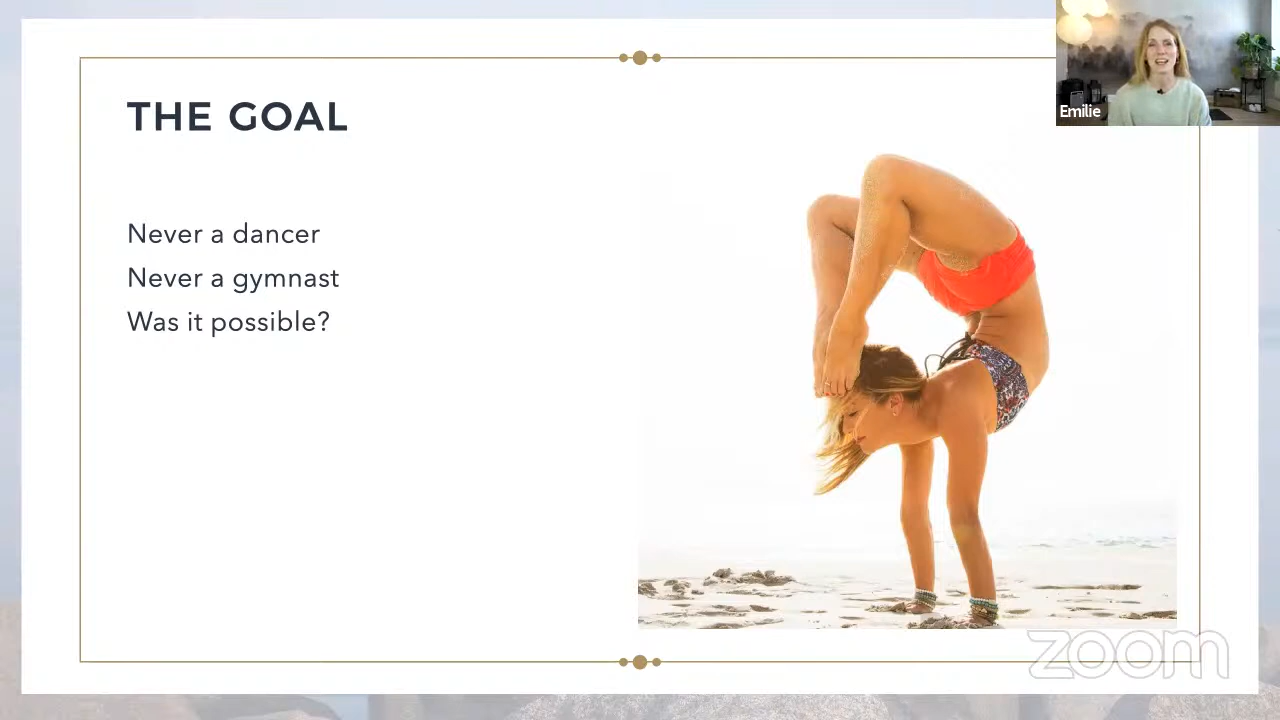 THE GOAL
Never a dancer
Never a gymnast
Was it possible?
Emilie
zoom